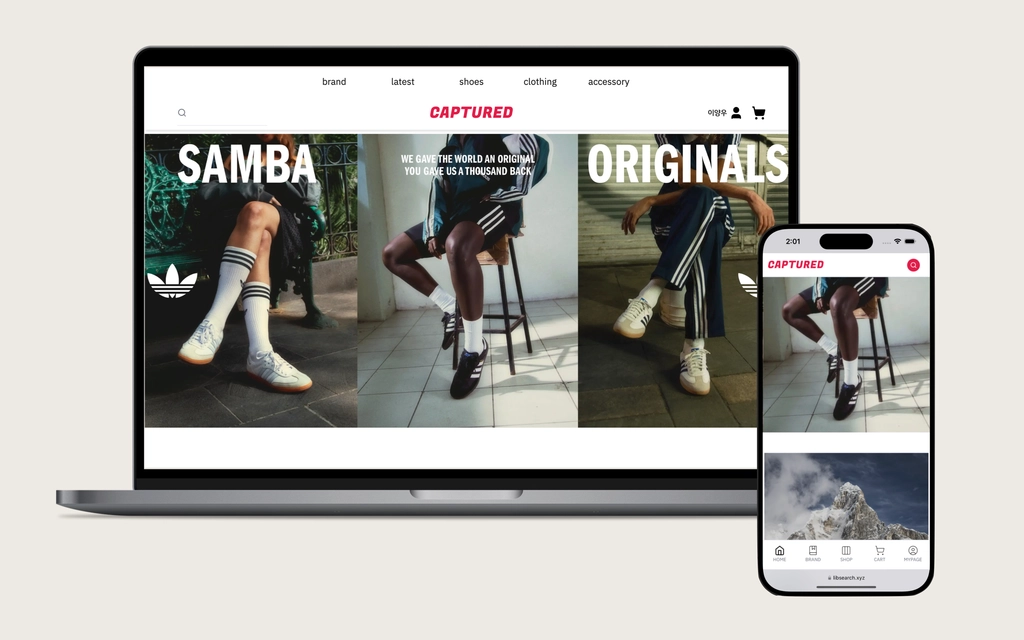 brand latest shoes clothing accessory
CAPTURED
이양우
SAMBA
WE GAVE THE WORLD AN ORIGINAL
YOU GAVE US A THOUSAND BACK
ORIGINALS
2:01
CAPTURED
HOME BRAND SHOP CART MYPAGE
libsearch.xyz